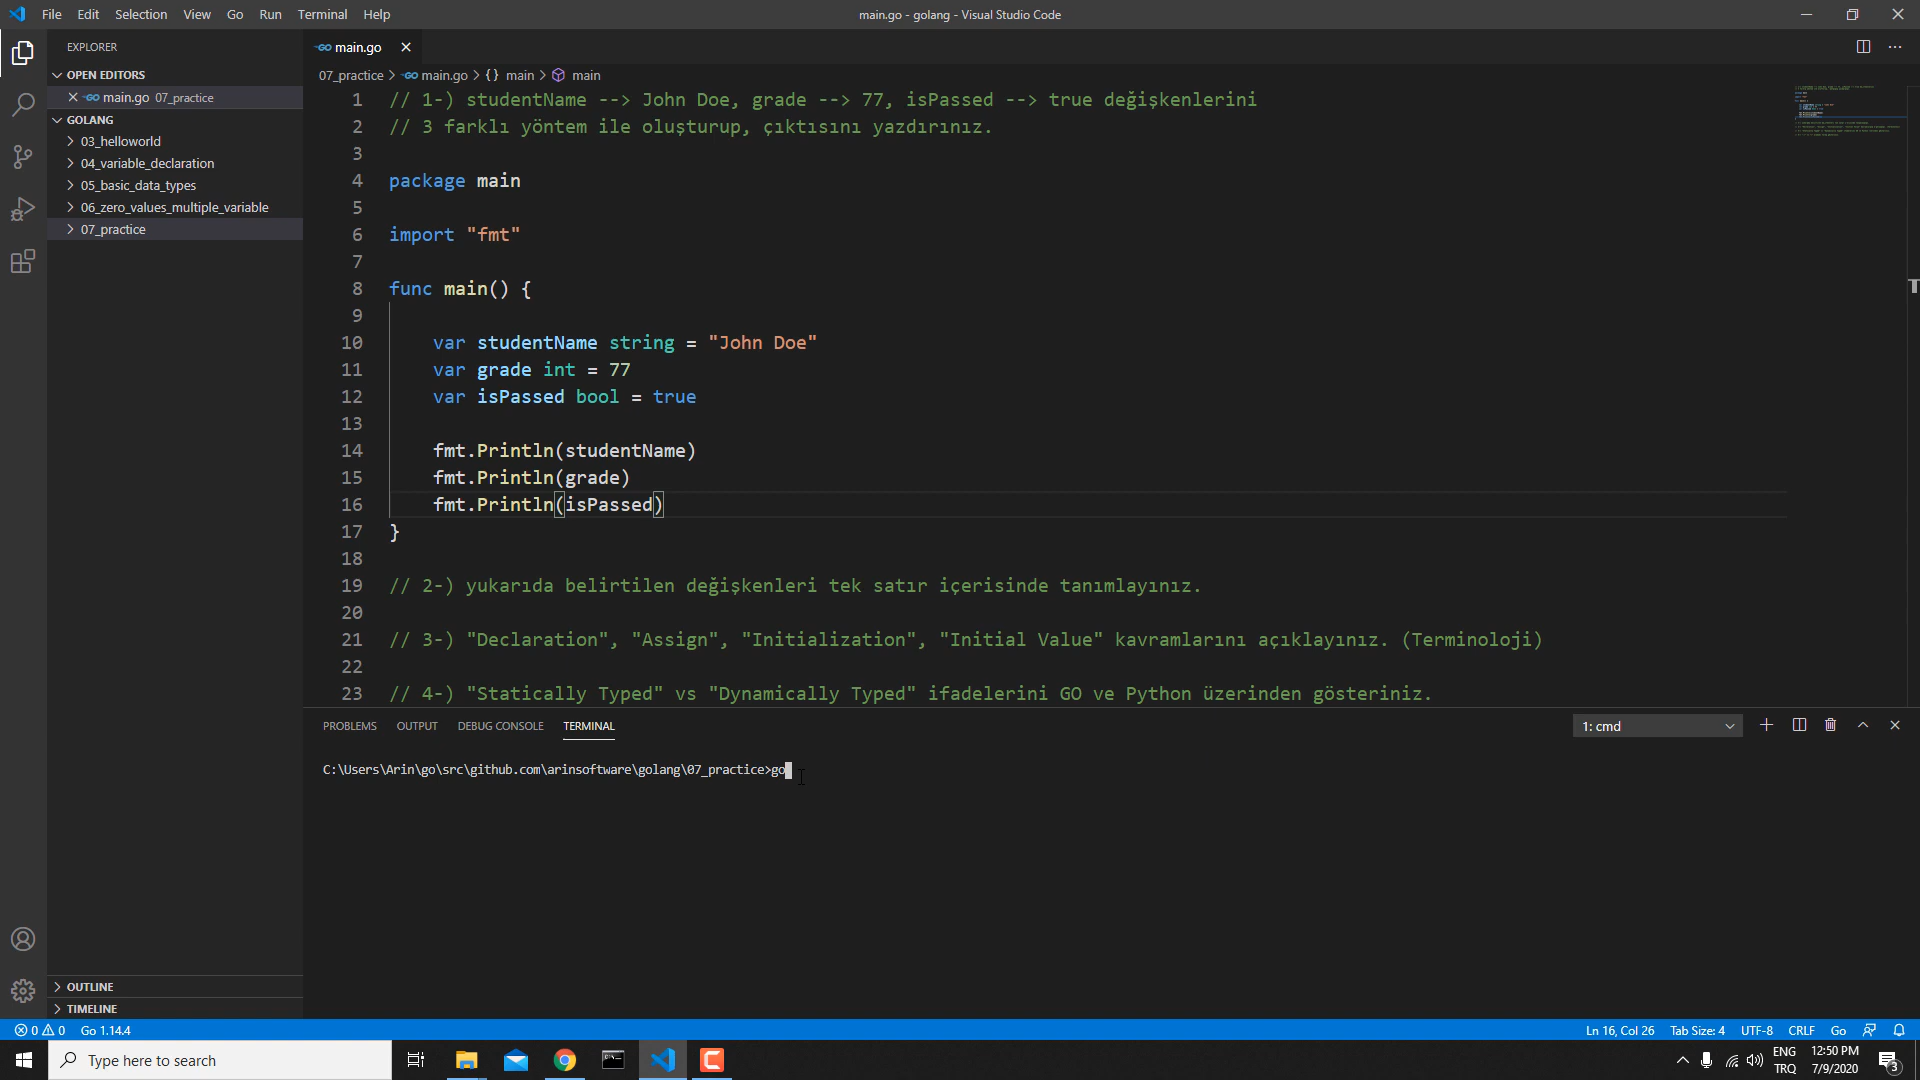 File Edit Selection View Go Run Terminal Help
main.go - golang - Visual Studio Code
EXPLORER
OPEN EDITORS
main.go 07_practice
GOLANG
03_helloworld
04_variable_declaration
05_basic_data_types
06_zero_values_multiple_variable
07_practice
OUTLINE
TIMELINE
main.go
07_practice > main.go > {} main > main
1 // 1-) studentName --> John Doe, grade --> 77, isPassed --> true değişkenlerini
2 // 3 farklı yöntem ile oluşturup, çıktısını yazdırınız.
3
4 package main
5
6 import "fmt"
7
8 func main() {
9
10 var studentName string = "John Doe"
11 var grade int = 77
12 var isPassed bool = true
13
14 fmt.Println(studentName)
15 fmt.Println(grade)
16 fmt.Println(isPassed)
17 }
18
19 // 2-) yukarıda belirtilen değişkenleri tek satır içerisinde tanımlayınız.
20
21 // 3-) "Declaration", "Assign", "Initialization", "Initial Value" kavramlarını açıklayınız. (Terminoloji)
22
23 // 4-) "Statically Typed" vs "Dynamically Typed" ifadelerini GO ve Python üzerinden gösteriniz.
PROBLEMS OUTPUT DEBUG CONSOLE TERMINAL
1: cmd
C:\Users\Arin\go\src\github.com\arinsoftware\golang\07_practice>go
0 0 Go 1.14.4
Ln 16, Col 26 Tab Size: 4 UTF-8 CRLF Go
Type here to search
ENG
TRQ
12:50 PM
7/9/2020
3